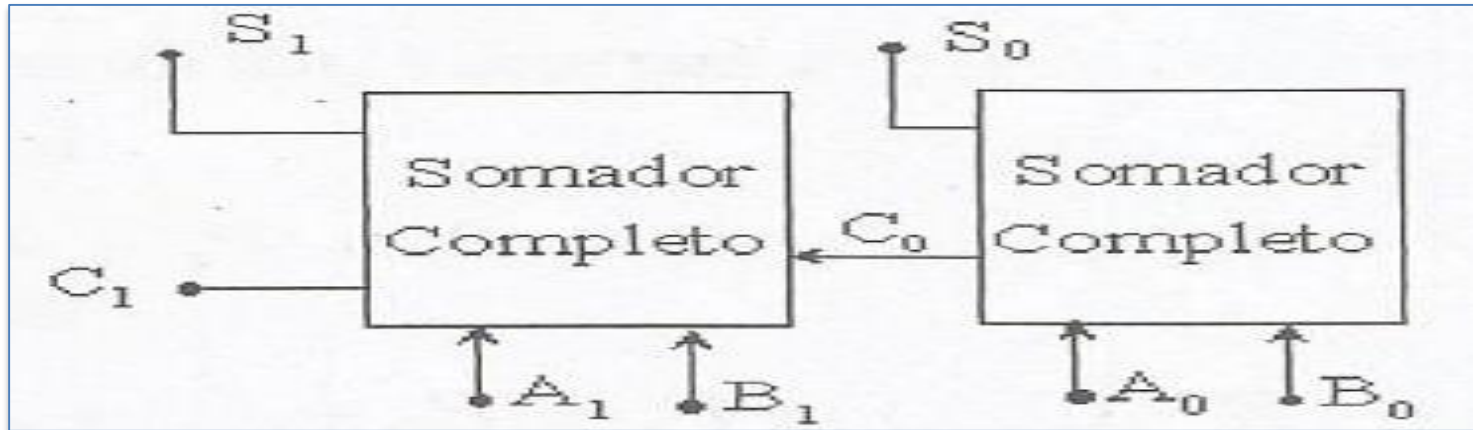 S₁ S₀
Somador Somador
Completo C₀ Completo
C₁
A₁ B₁ A₀ B₀